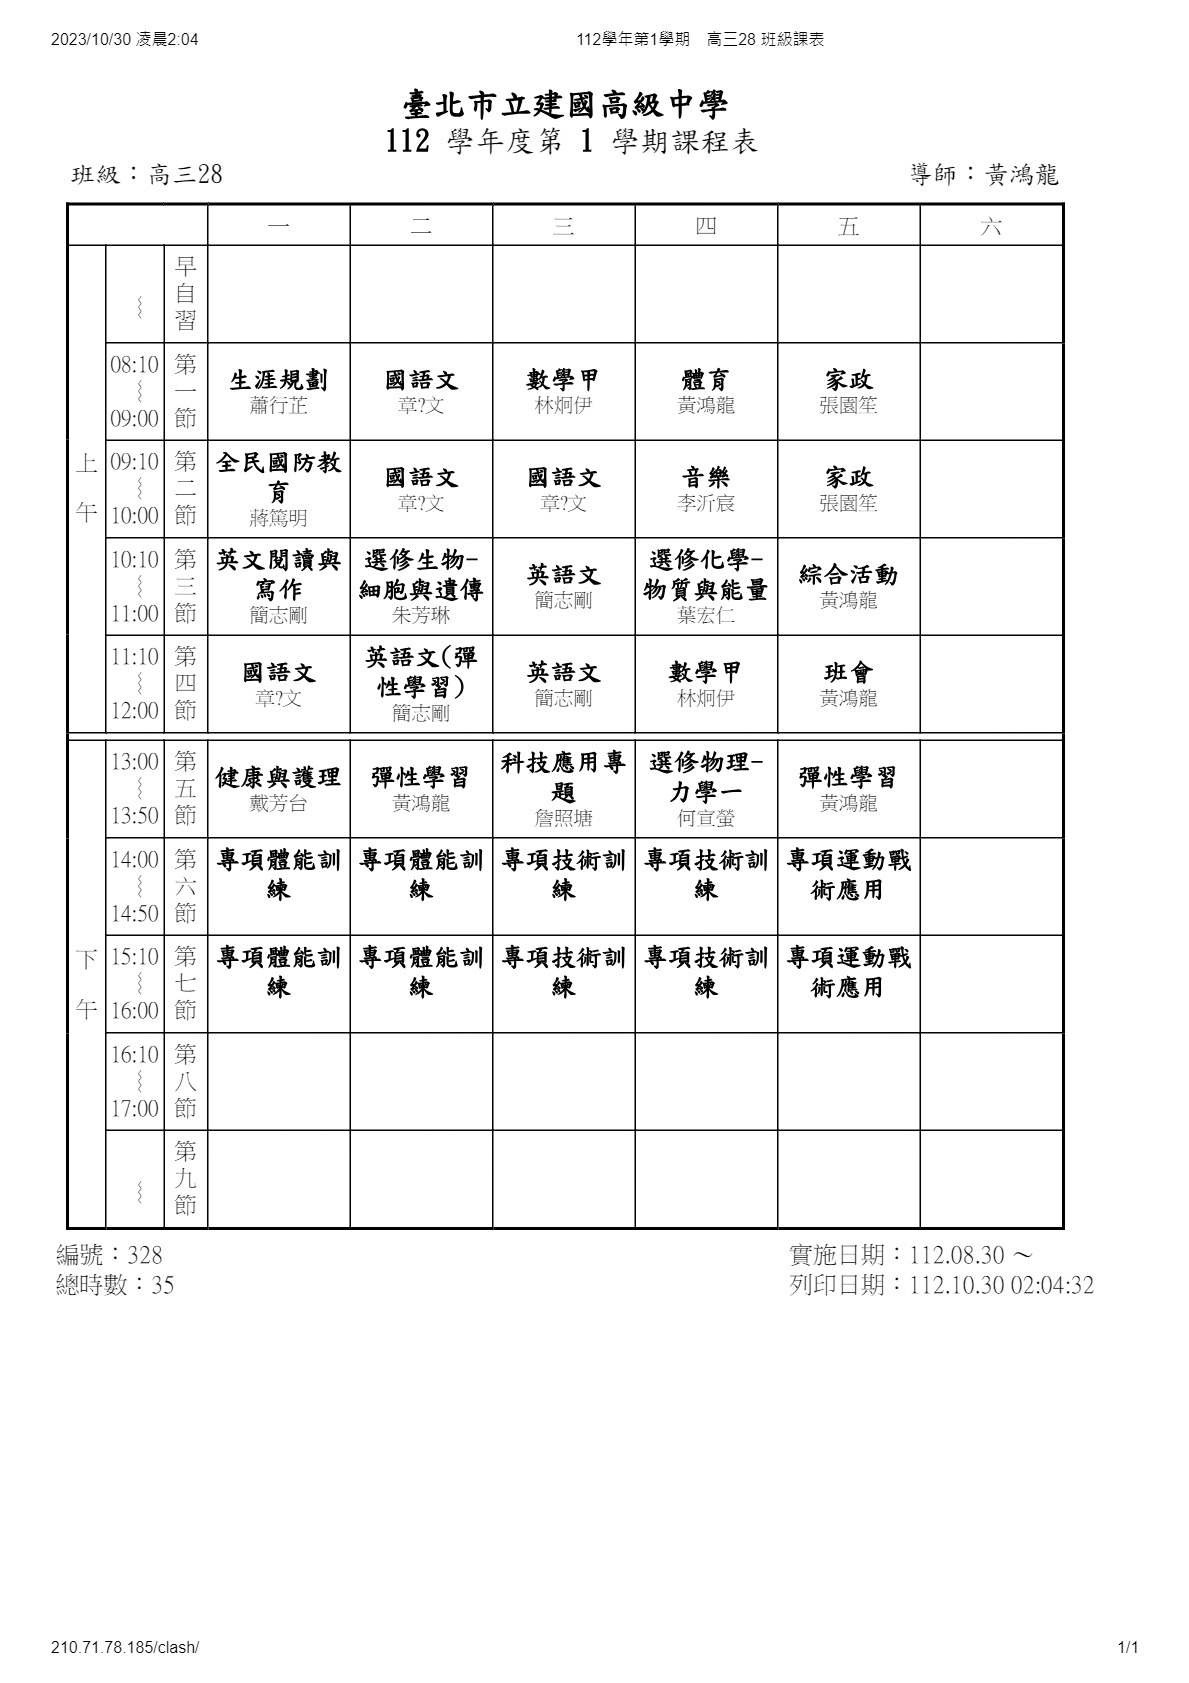 2023/10/30 凌晨2:04
112學年第1學期　高三28 班級課表
臺北市立建國高級中學
112 學年度第 1 學期課程表
班級：高三28
導師：黃鴻龍
一 二 三 四 五 六
上午
~
早自習
08:10
~
09:00
第一節
生涯規劃
蕭行芷
國語文
章?文
數學甲
林炯伊
體育
黃鴻龍
家政
張園笙
09:10
~
10:00
第二節
全民國防教
育
蔣篤明
國語文
章?文
國語文
章?文
音樂
李沂宸
家政
張園笙
10:10
~
11:00
第三節
英文閱讀與
寫作
簡志剛
選修生物-
細胞與遺傳
朱芳琳
英語文
簡志剛
選修化學-
物質與能量
葉宏仁
綜合活動
黃鴻龍
11:10
~
12:00
第四節
國語文
章?文
英語文(彈
性學習)
簡志剛
英語文
簡志剛
數學甲
林炯伊
班會
黃鴻龍
下午
13:00
~
13:50
第五節
健康與護理
戴芳台
彈性學習
黃鴻龍
科技應用專
題
詹照塘
選修物理-
力學一
何宣螢
彈性學習
黃鴻龍
14:00
~
14:50
第六節
專項體能訓
練
專項體能訓
練
專項技術訓
練
專項技術訓
練
專項運動戰
術應用
15:10
~
16:00
第七節
專項體能訓
練
專項體能訓
練
專項技術訓
練
專項技術訓
練
專項運動戰
術應用
16:10
~
17:00
第八節
~
第九節
編號：328
實施日期：112.08.30 ～
總時數：35
列印日期：112.10.30 02:04:32
210.71.78.185/clash/
1/1